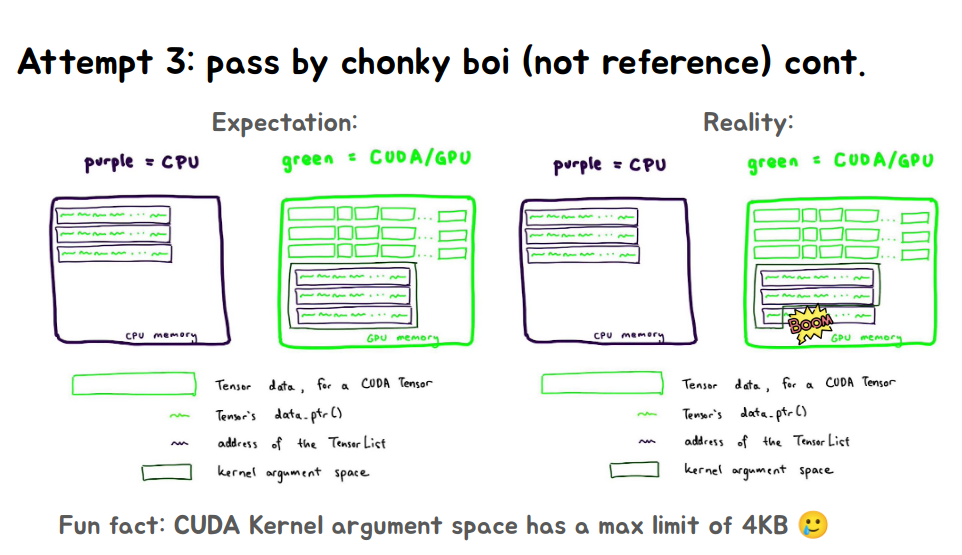 Attempt 3: pass by chonky boi (not reference) cont.
Expectation:
purple = CPU
green = CUDA/GPU
CPU memory
GPU memory
Tensor data, for a CUDA Tensor
Tensor's data_ptr()
address of the TensorList
kernel argument space
Reality:
purple = CPU
green = CUDA/GPU
CPU memory
BOOM
GPU memory
Tensor data, for a CUDA Tensor
Tensor's data_ptr()
address of the TensorList
kernel argument space
Fun fact: CUDA Kernel argument space has a max limit of 4KB 🥲